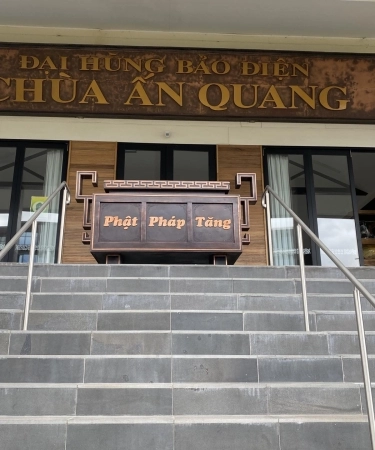 ĐẠI HÙNG BẢO ĐIỆN
CHÙA ẤN QUANG
Phật Pháp Tăng